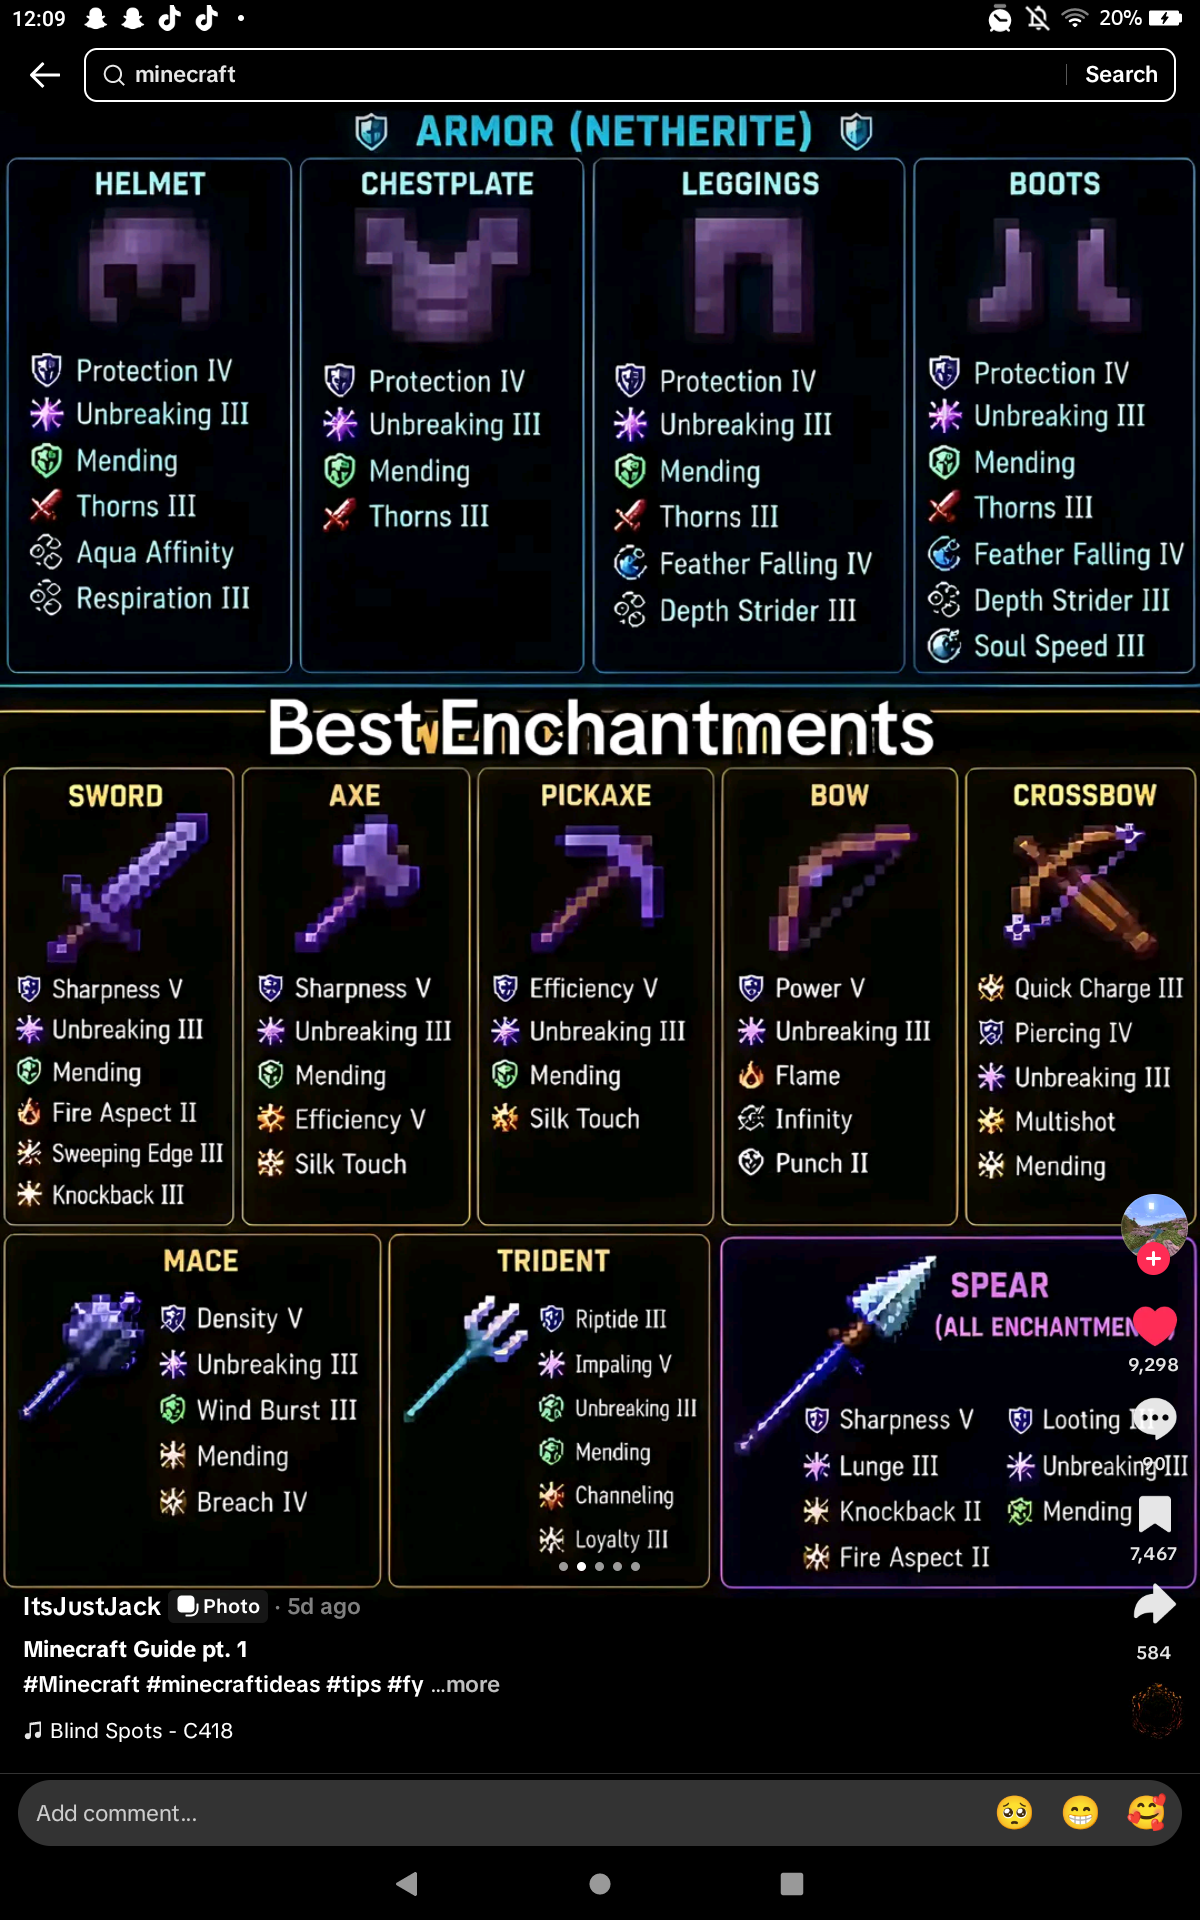 12:09
20%
minecraft
Search
ARMOR (NETHERITE)
HELMET
Protection IV
Unbreaking III
Mending
Thorns III
Aqua Affinity
Respiration III
CHESTPLATE
Protection IV
Unbreaking III
Mending
Thorns III
LEGGINGS
Protection IV
Unbreaking III
Mending
Thorns III
Feather Falling IV
Depth Strider III
BOOTS
Protection IV
Unbreaking III
Mending
Thorns III
Feather Falling IV
Depth Strider III
Soul Speed III
Best Enchantments
SWORD
Sharpness V
Unbreaking III
Mending
Fire Aspect II
Sweeping Edge III
Knockback III
AXE
Sharpness V
Unbreaking III
Mending
Efficiency V
Silk Touch
PICKAXE
Efficiency V
Unbreaking III
Mending
Silk Touch
BOW
Power V
Unbreaking III
Flame
Infinity
Punch II
CROSSBOW
Quick Charge III
Piercing IV
Unbreaking III
Multishot
Mending
MACE
Density V
Unbreaking III
Wind Burst III
Mending
Breach IV
TRIDENT
Riptide III
Impaling V
Unbreaking III
Mending
Channeling
Loyalty III
SPEAR
(ALL ENCHANTMEN
Sharpness V
Lunge III
Knockback II
Fire Aspect II
Looting
Unbreaking III
Mending
9,298
90
7,467
584
ItsJustJack Photo · 5d ago
Minecraft Guide pt. 1
#Minecraft #minecraftideas #tips #fy ...more
Blind Spots - C418
Add comment...